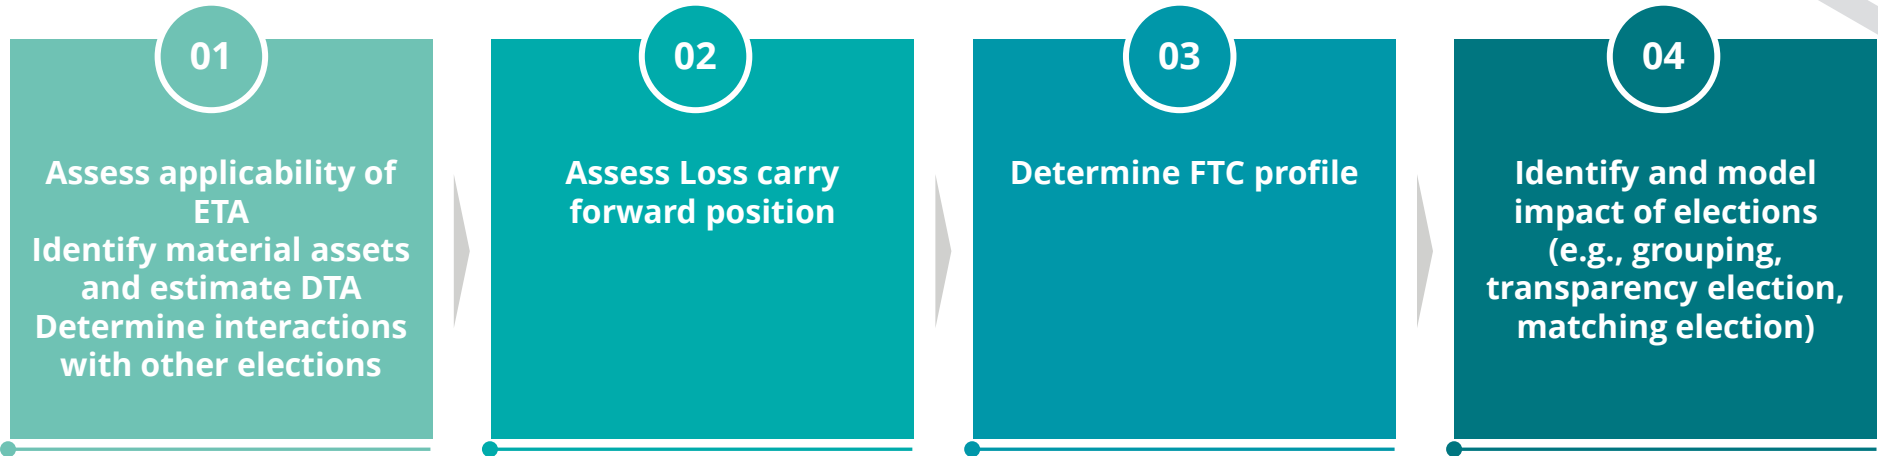 01
Assess applicability of
ETA
Identify material assets
and estimate DTA
Determine interactions
with other elections
02
Assess Loss carry
forward position
03
Determine FTC profile
04
Identify and model
impact of elections
(e.g., grouping,
transparency election,
matching election)